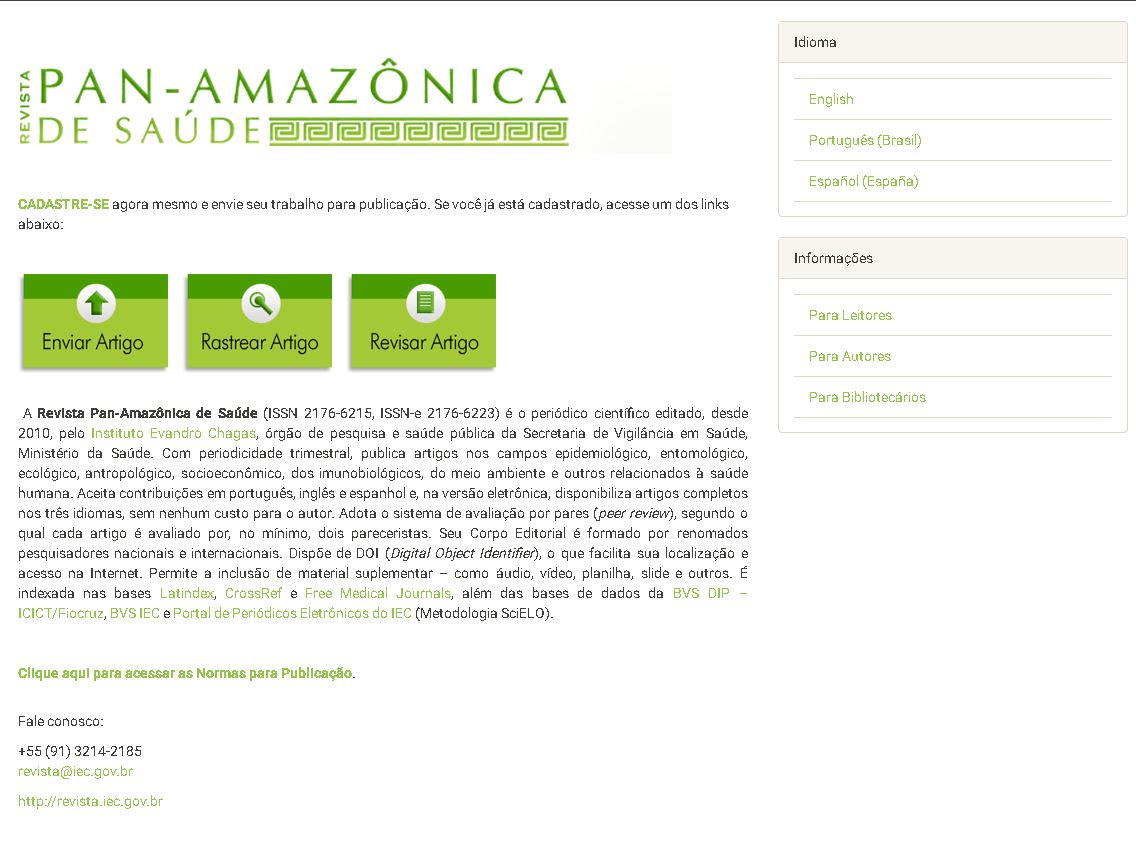 REVISTA
PAN-AMAZÔNICA
DE SAÚDE
CADASTRE-SE agora mesmo e envie seu trabalho para publicação. Se você já está cadastrado, acesse um dos links
abaixo:
Enviar Artigo
Rastrear Artigo
Revisar Artigo
A Revista Pan-Amazônica de Saúde (ISSN 2176-6215, ISSN-e 2176-6223) é o periódico científico editado, desde
2010, pelo Instituto Evandro Chagas, órgão de pesquisa e saúde pública da Secretaria de Vigilância em Saúde,
Ministério da Saúde. Com periodicidade trimestral, publica artigos nos campos epidemiológico, entomológico,
ecológico, antropológico, socioeconômico, dos imunobiológicos, do meio ambiente e outros relacionados à saúde
humana. Aceita contribuições em português, inglês e espanhol e, na versão eletrônica, disponibiliza artigos completos
nos três idiomas, sem nenhum custo para o autor. Adota o sistema de avaliação por pares (peer review), segundo o
qual cada artigo é avaliado por, no mínimo, dois pareceristas. Seu Corpo Editorial é formado por renomados
pesquisadores nacionais e internacionais. Dispõe de DOI (Digital Object Identifier), o que facilita sua localização e
acesso na Internet. Permite a inclusão de material suplementar – como áudio, vídeo, planilha, slide e outros. É
indexada nas bases Latindex, CrossRef e Free Medical Journals, além das bases de dados da BVS DIP –
ICICT/Fiocruz, BVS IEC e Portal de Periódicos Eletrônicos do IEC (Metodologia SciELO).
Clique aqui para acessar as Normas para Publicação.
Fale conosco:
+55 (91) 3214-2185
revista@iec.gov.br
http://revista.iec.gov.br
Idioma
English
Português (Brasil)
Español (España)
Informações
Para Leitores
Para Autores
Para Bibliotecários